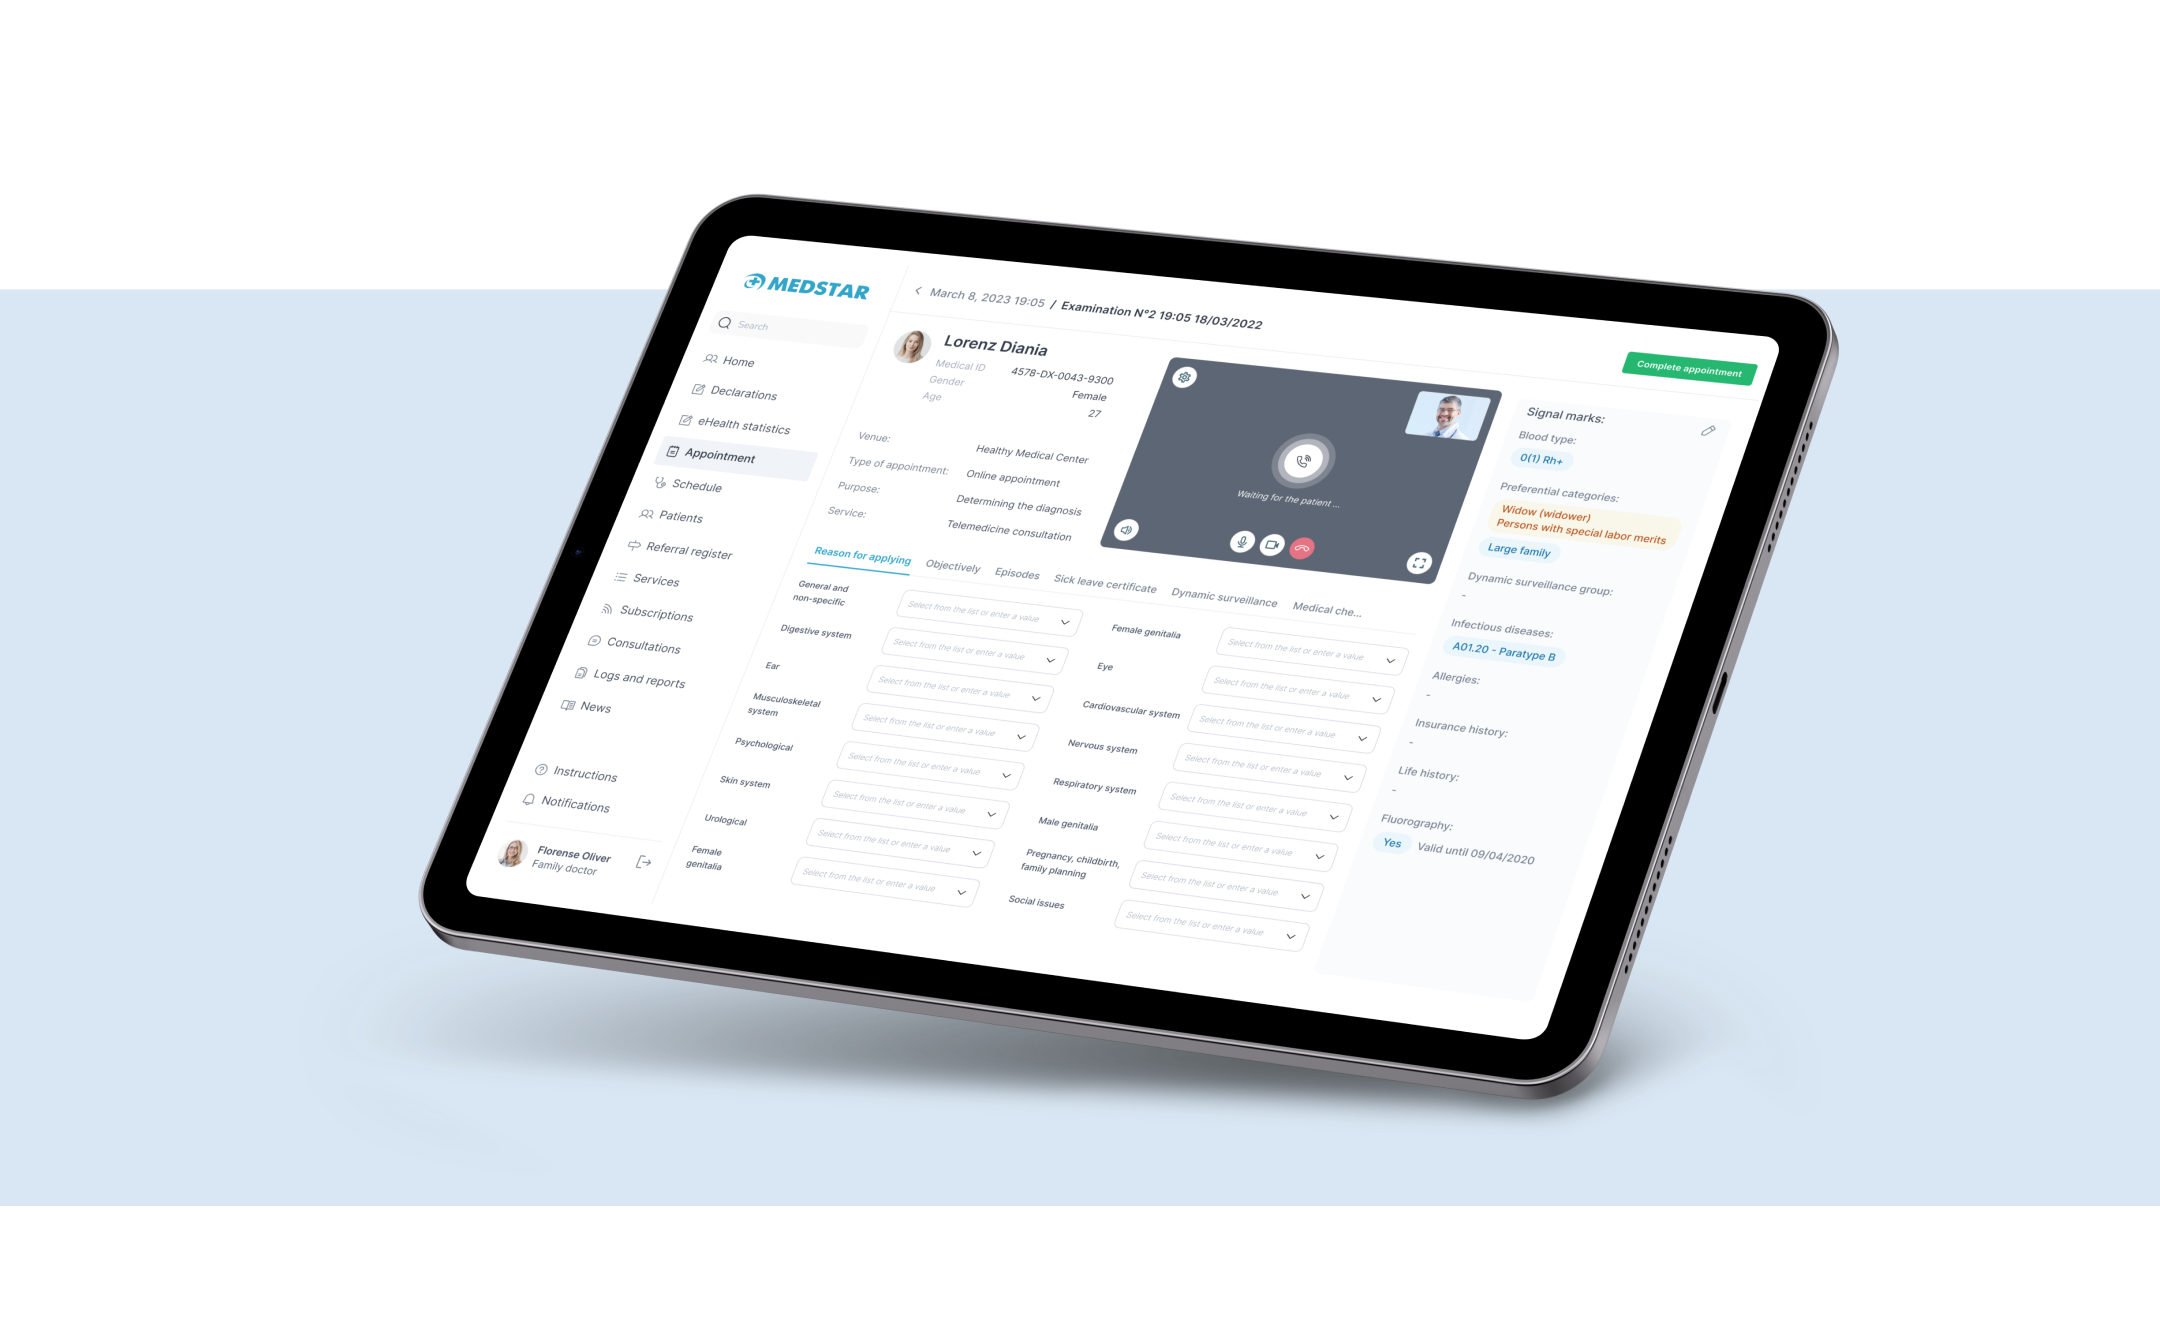 MEDSTAR
Search
Home
Declarations
eHealth statistics
Appointment
Schedule
Patients
Referral register
Services
Subscriptions
Consultations
Logs and reports
News
Instructions
Notifications
Florense Oliver
Family doctor
March 8, 2023 19:05 / Examination N°2 19:05 18/03/2022
Complete appointment
Lorenz Diania
Medical ID 4578-DX-0043-9300
Gender Female
Age 27
Venue: Healthy Medical Center
Type of appointment: Online appointment
Purpose: Determining the diagnosis
Service: Telemedicine consultation
Waiting for the patient ...
Reason for applying Objectively Episodes Sick leave certificate Dynamic surveillance Medical che...
General and
non-specific
Select from the list or enter a value
Digestive system
Select from the list or enter a value
Ear
Select from the list or enter a value
Musculoskeletal
system
Select from the list or enter a value
Psychological
Select from the list or enter a value
Skin system
Select from the list or enter a value
Urological
Select from the list or enter a value
Female
genitalia
Select from the list or enter a value
Female genitalia
Select from the list or enter a value
Eye
Select from the list or enter a value
Cardiovascular system
Select from the list or enter a value
Nervous system
Select from the list or enter a value
Respiratory system
Select from the list or enter a value
Male genitalia
Select from the list or enter a value
Pregnancy, childbirth,
family planning
Select from the list or enter a value
Social issues
Select from the list or enter a value
Signal marks:
Blood type:
0(1) Rh+
Preferential categories:
Widow (widower)
Persons with special labor merits
Large family
Dynamic surveillance group:
-
Infectious diseases:
A01.20 - Paratype B
Allergies:
-
Insurance history:
-
Life history:
-
Fluorography:
Yes Valid until 09/04/2020